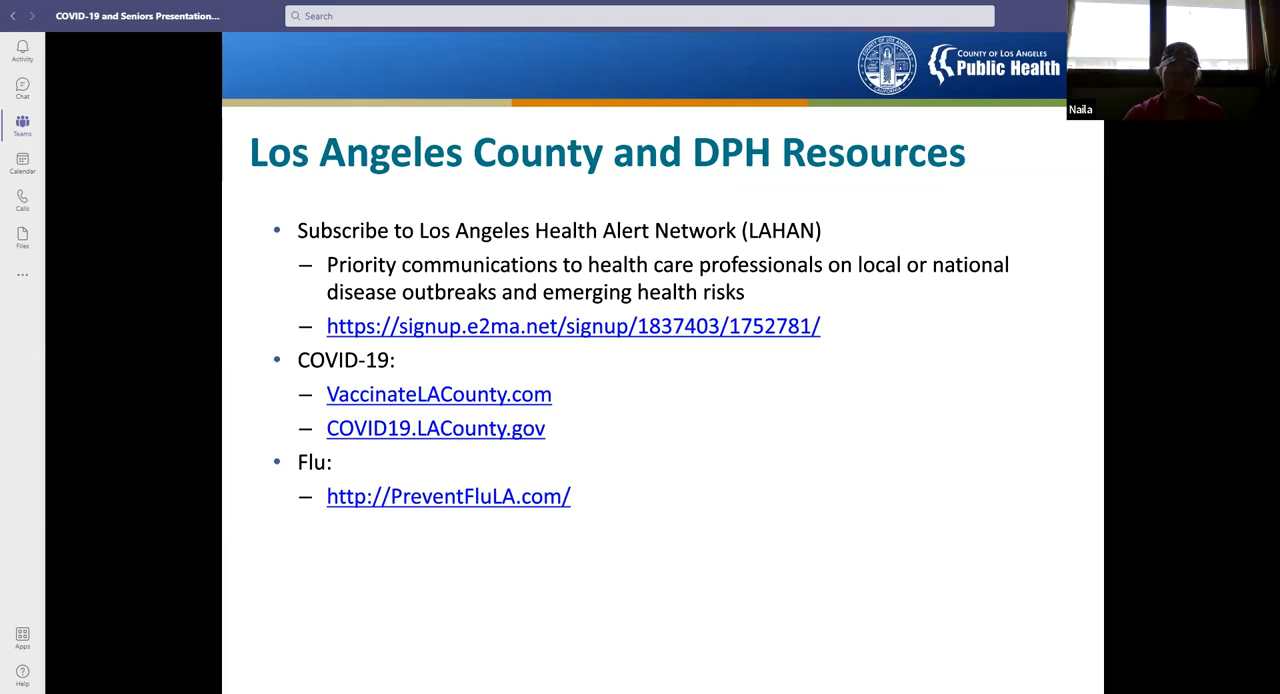 COVID-19 and Seniors Presentation...
Search
Activity
Chat
Teams
Calendar
Calls
Files
Apps
Help
COUNTY OF LOS ANGELES
Public Health
Naila
Los Angeles County and DPH Resources
• Subscribe to Los Angeles Health Alert Network (LAHAN)
– Priority communications to health care professionals on local or national
disease outbreaks and emerging health risks
– https://signup.e2ma.net/signup/1837403/1752781/
• COVID-19:
– VaccinateLACounty.com
– COVID19.LACounty.gov
• Flu:
– http://PreventFluLA.com/